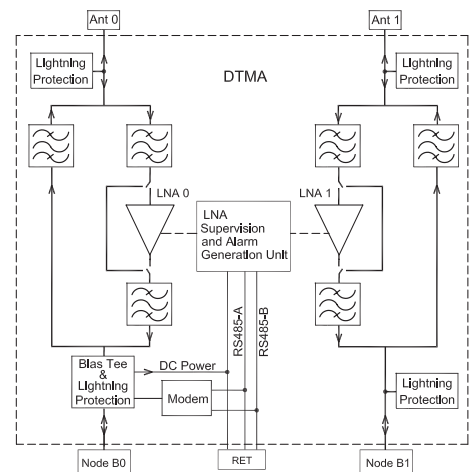 Ant 0
Ant 1
Lightning
Protection
DTMA
Lightning
Protection
LNA 0
LNA 1
LNA
Supervision
and Alarm
Generation Unit
RS485-A
RS485-B
Bias Tee
&
Lightning
Protection
DC Power
Modem
Lightning
Protection
Node B0
RET
Node B1